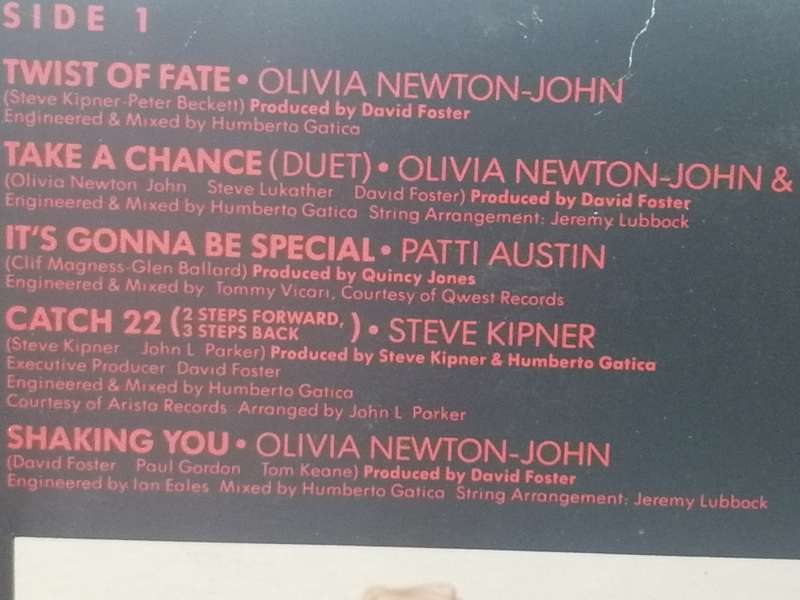 SIDE 1
TWIST OF FATE • OLIVIA NEWTON-JOHN
(Steve Kipner-Peter Beckett) Produced by David Foster
Engineered & Mixed by Humberto Gatica
TAKE A CHANCE (DUET) • OLIVIA NEWTON-JOHN &
(Olivia Newton John Steve Lukather David Foster) Produced by David Foster
Engineered & Mixed by Humberto Gatica String Arrangement: Jeremy Lubbock
IT'S GONNA BE SPECIAL • PATTI AUSTIN
(Clif Magness-Glen Ballard) Produced by Quincy Jones
Engineered & Mixed by Tommy Vicari, Courtesy of Qwest Records
CATCH 22 (2 STEPS FORWARD, 3 STEPS BACK) • STEVE KIPNER
(Steve Kipner John L Parker) Produced by Steve Kipner & Humberto Gatica
Executive Producer David Foster
Engineered & Mixed by Humberto Gatica
Courtesy of Arista Records Arranged by John L Parker
SHAKING YOU • OLIVIA NEWTON-JOHN
(David Foster Paul Gordon Tom Keane) Produced by David Foster
Engineered by Ian Eales Mixed by Humberto Gatica String Arrangement: Jeremy Lubbock